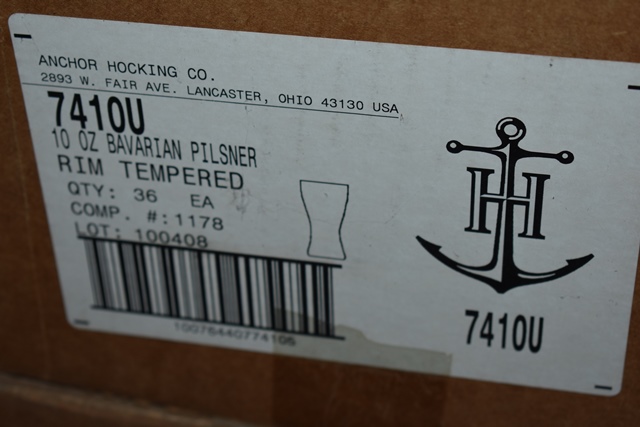 ANCHOR HOCKING CO.
2893 W. FAIR AVE. LANCASTER, OHIO 43130 USA
7410U
10 OZ BAVARIAN PILSNER
RIM TEMPERED
QTY: 36 EA
COMP. #:1178
LOT: 100408
10076440774105
H
7410U